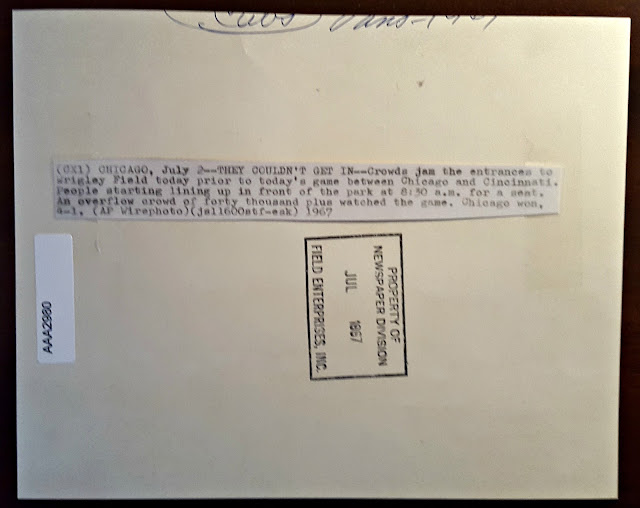 Cubs Fans-1967
(CX1) CHICAGO, July 2--THEY COULDN'T GET IN--Crowds jam the entrances to
Wrigley Field today prior to today's game between Chicago and Cincinnati.
People starting lining up in front of the park at 8:30 a.m. for a seat.
An overflow crowd of forty thousand plus watched the game. Chicago won,
4-1. (AP Wirephoto)(jsl1600stf-esk) 1967
PROPERTY OF
NEWSPAPER DIVISION
JUL 1967
FIELD ENTERPRISES, INC.
AAA2980